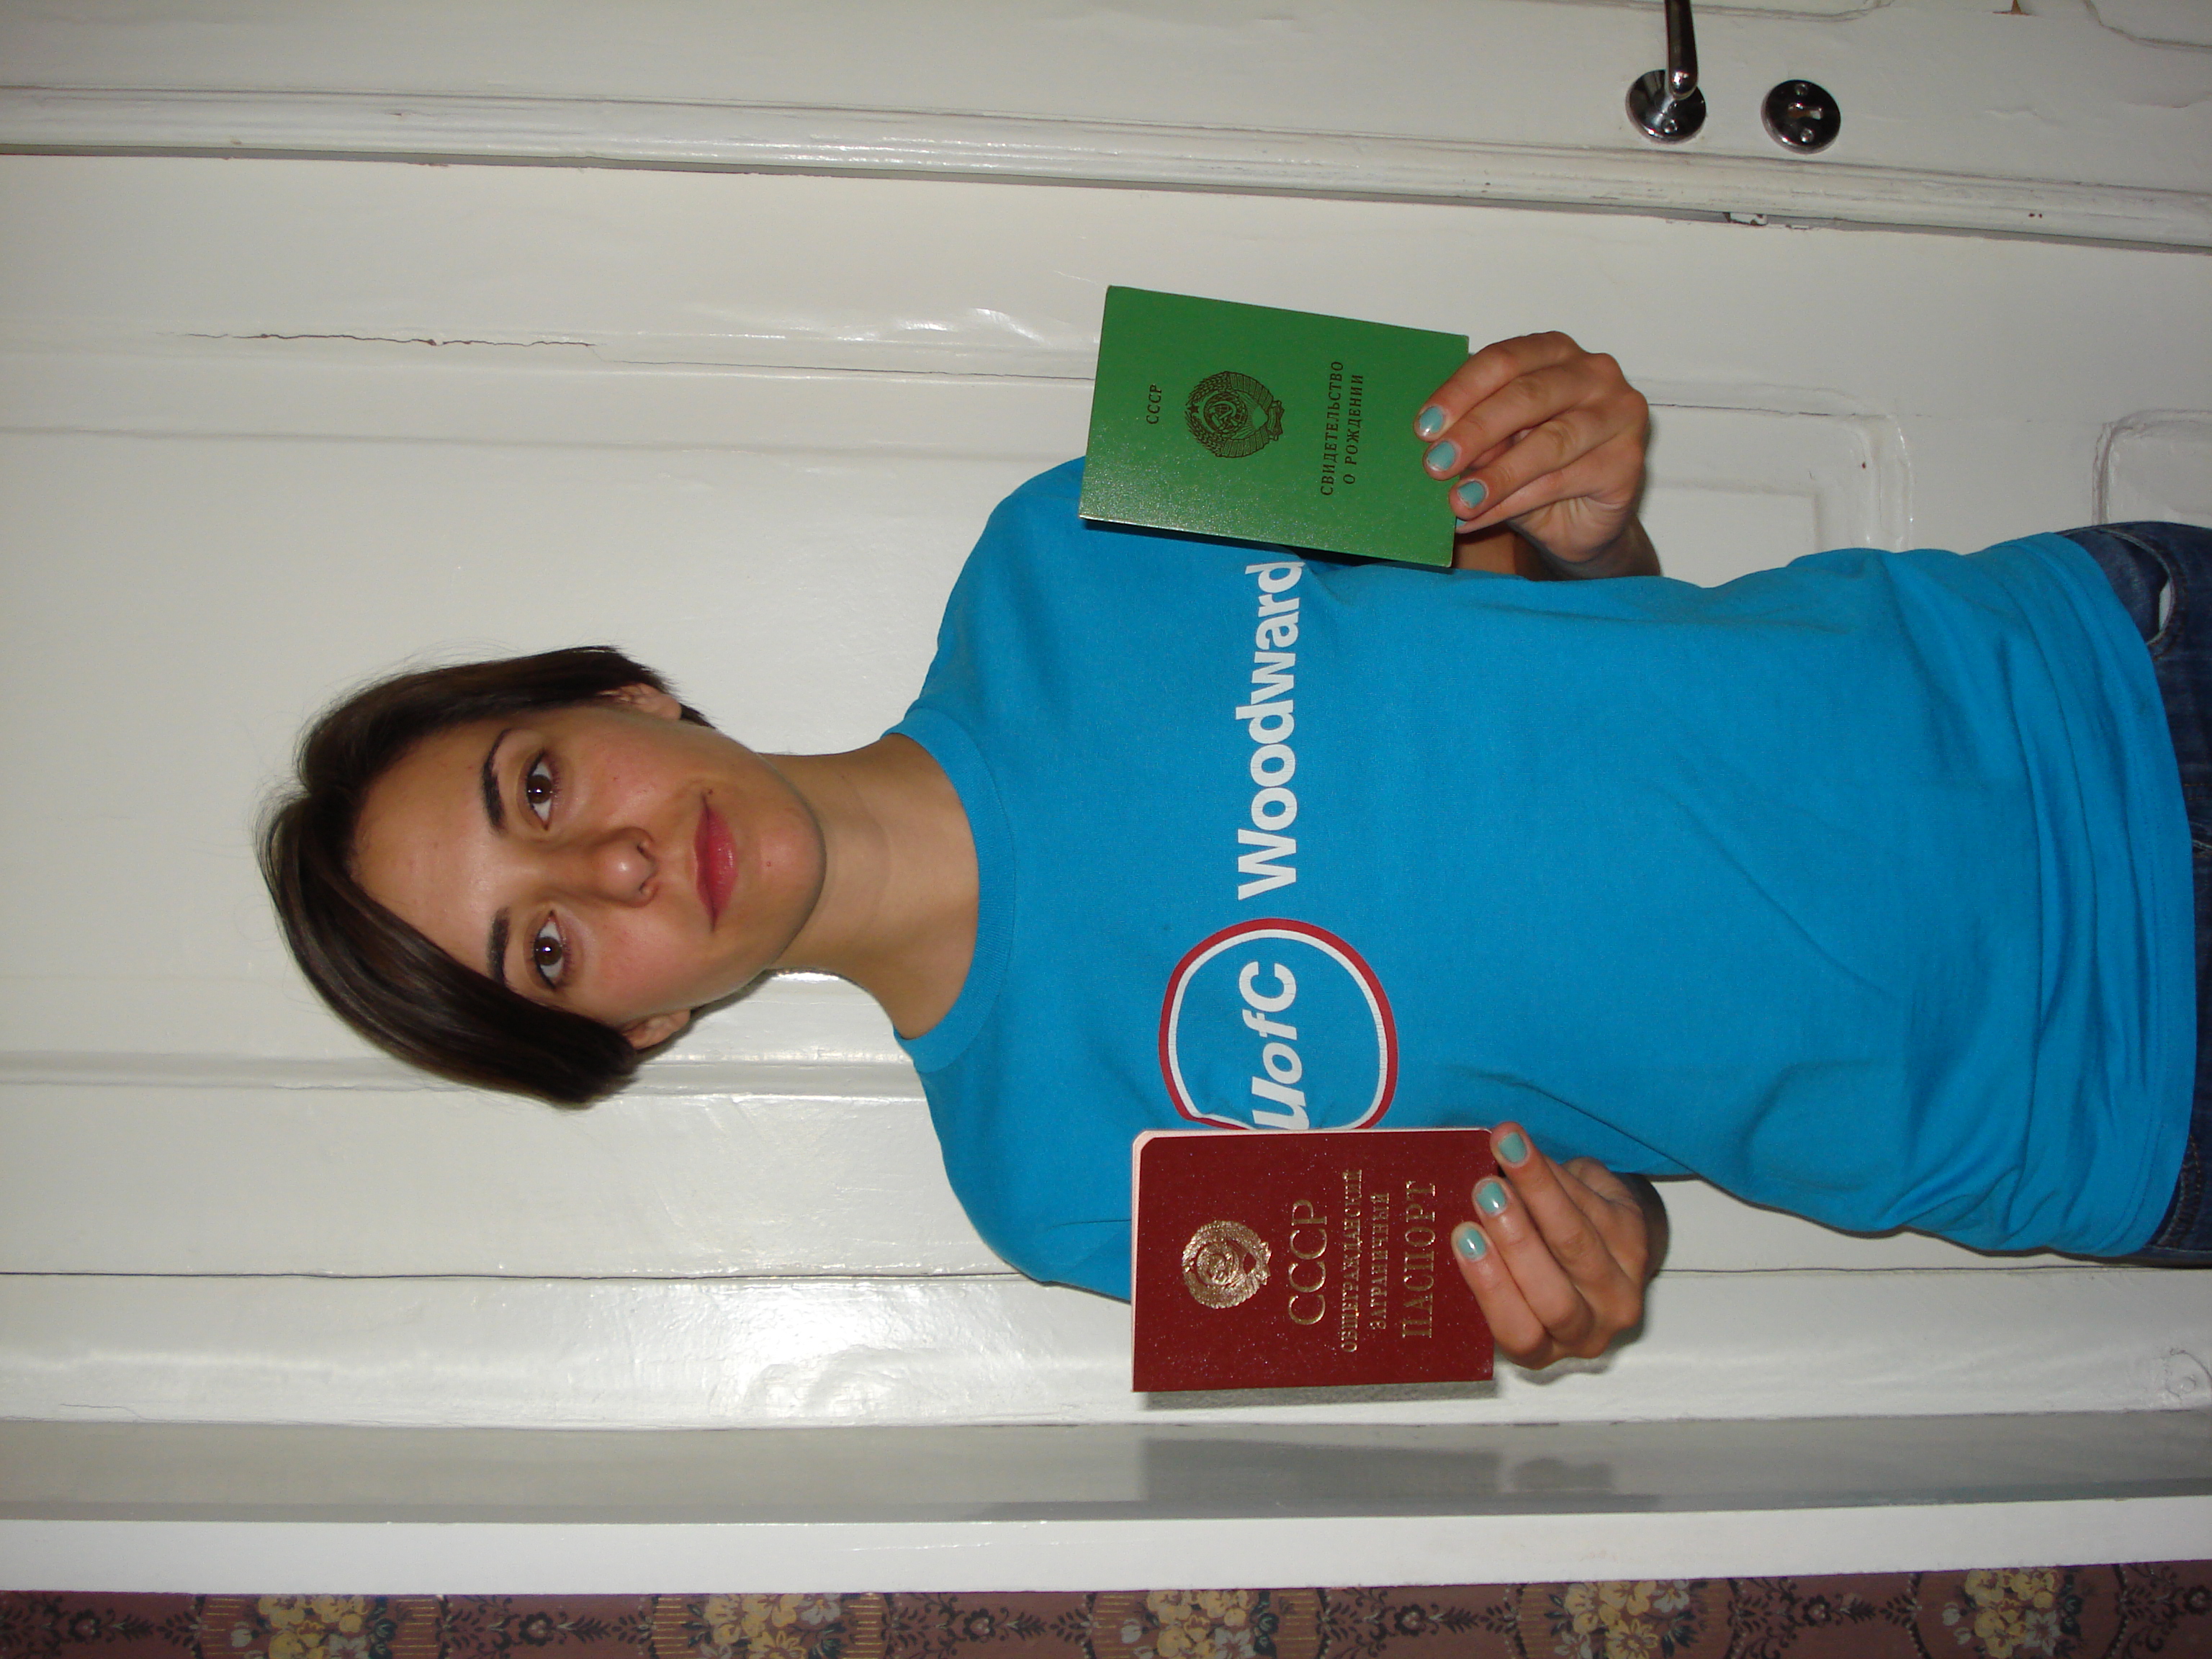 UofC Woodward
СССР
ОБЩЕГРАЖДАНСКИЙ
ЗАГРАНИЧНЫЙ
ПАСПОРТ
СССР
СВИДЕТЕЛЬСТВО
О РОЖДЕНИИ